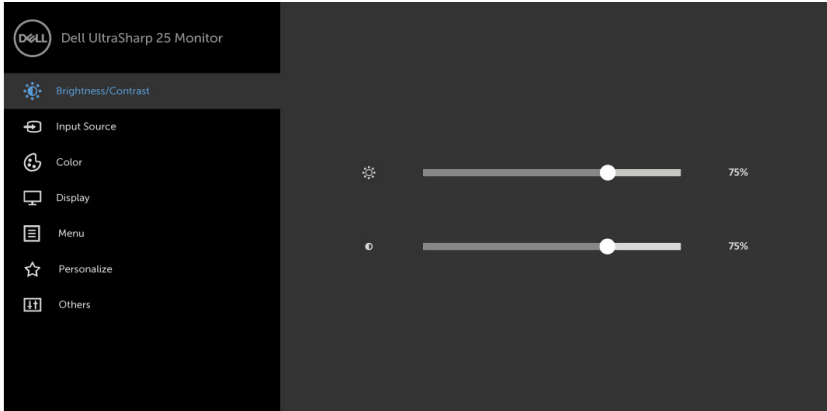 DELL
Dell UltraSharp 25 Monitor
Brightness/Contrast
Input Source
Color
75%
Display
Menu
75%
Personalize
Others